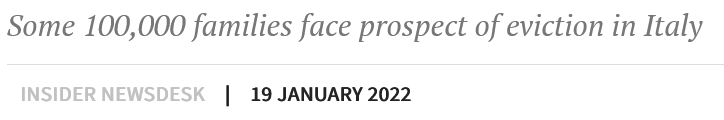 Some 100,000 families face prospect of eviction in Italy
INSIDER NEWSDESK | 19 JANUARY 2022